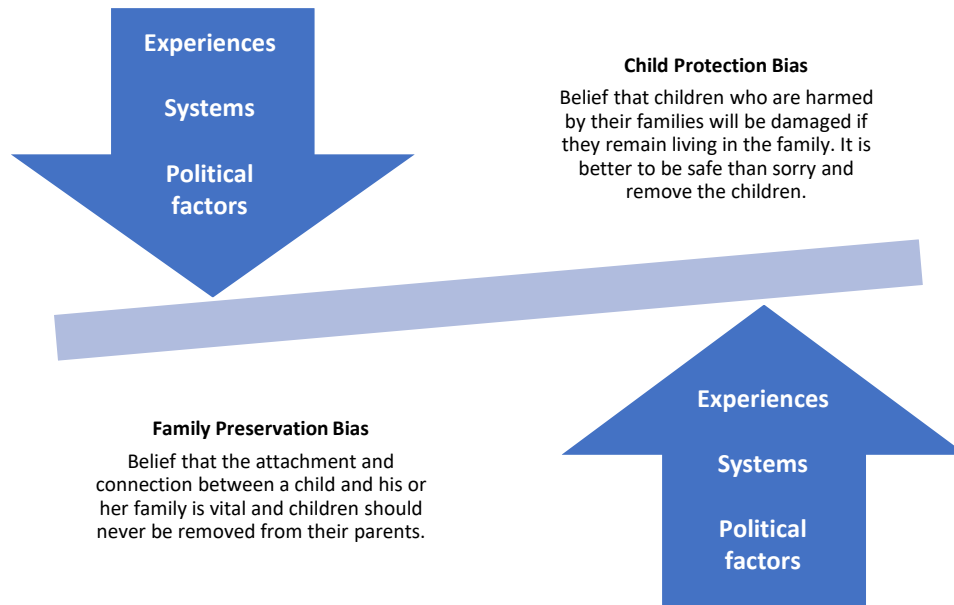 Experiences
Systems
Political
factors
Child Protection Bias
Belief that children who are harmed
by their families will be damaged if
they remain living in the family. It is
better to be safe than sorry and
remove the children.
Family Preservation Bias
Belief that the attachment and
connection between a child and his or
her family is vital and children should
never be removed from their parents.
Experiences
Systems
Political
factors